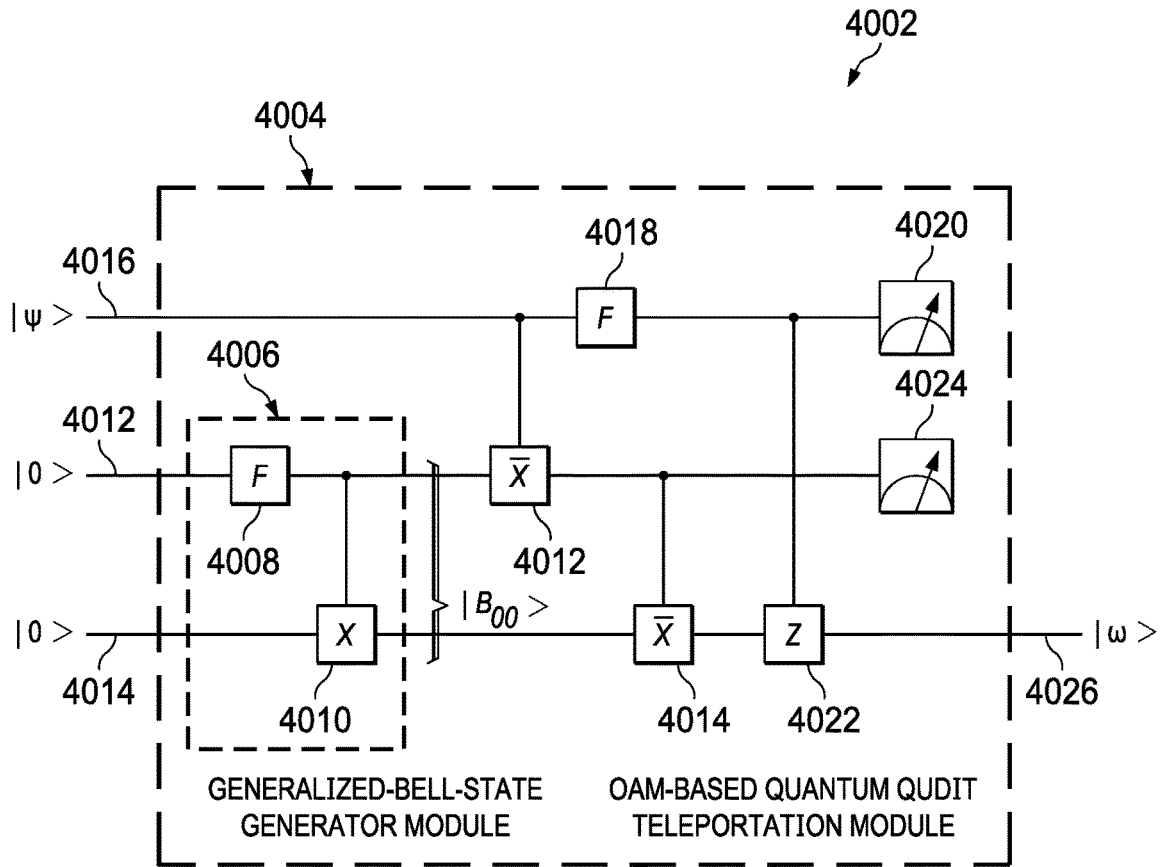 4002
4004
4018
4020
4016
|ψ >
F
4006
4012
4024
|0 >
F
X̅
4008
4012
|B00 >
|0 >
X
X̅
Z
|ω >
4014
4010
4014
4022
4026
GENERALIZED-BELL-STATE
GENERATOR MODULE
OAM-BASED QUANTUM QUDIT
TELEPORTATION MODULE